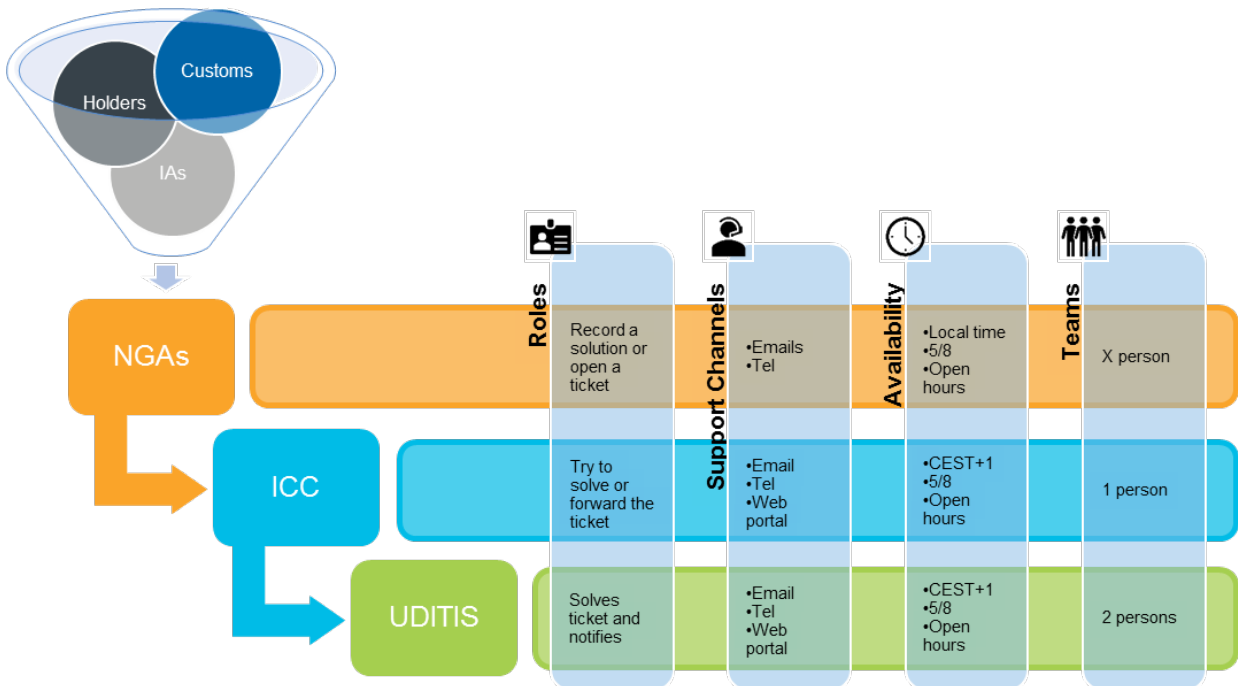 Customs
Holders
IAs
Roles
Support Channels
Availability
Teams
NGAs
Record a
solution or
open a
ticket
•Emails
•Tel
•Local time
•5/8
•Open
hours
X person
ICC
Try to
solve or
forward the
ticket
•Email
•Tel
•Web
portal
•CEST+1
•5/8
•Open
hours
1 person
UDITIS
Solves
ticket and
notifies
•Email
•Tel
•Web
portal
•CEST+1
•5/8
•Open
hours
2 persons